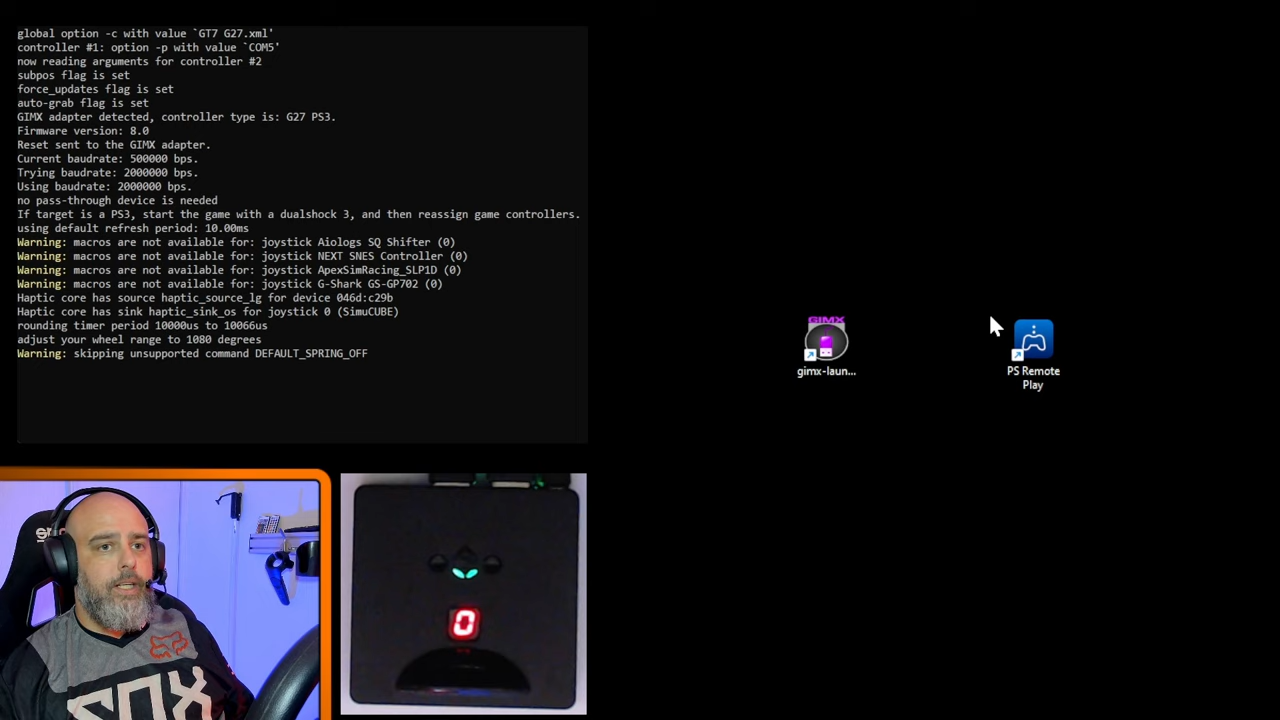 global option -c with value `GT7 G27.xml'
controller #1: option -p with value `COM5'
now reading arguments for controller #2
subpos flag is set
force_updates flag is set
auto-grab flag is set
GIMX adapter detected, controller type is: G27 PS3.
Firmware version: 8.0
Reset sent to the GIMX adapter.
Current baudrate: 500000 bps.
Trying baudrate: 2000000 bps.
Using baudrate: 2000000 bps.
no pass-through device is needed
If target is a PS3, start the game with a dualshock 3, and then reassign game controllers.
using default refresh period: 10.00ms
Warning: macros are not available for: joystick Aiologs SQ Shifter (0)
Warning: macros are not available for: joystick NEXT SNES Controller (0)
Warning: macros are not available for: joystick ApexSimRacing_SLP1D (0)
Warning: macros are not available for: joystick G-Shark GS-GP702 (0)
Haptic core has source haptic_source_lg for device 046d:c29b
Haptic core has sink haptic_sink_os for joystick 0 (SimuCUBE)
rounding timer period 10000us to 10066us
adjust your wheel range to 1080 degrees
Warning: skipping unsupported command DEFAULT_SPRING_OFF
GIMX
gimx-laun...
PS Remote
Play
fox
FOX
0